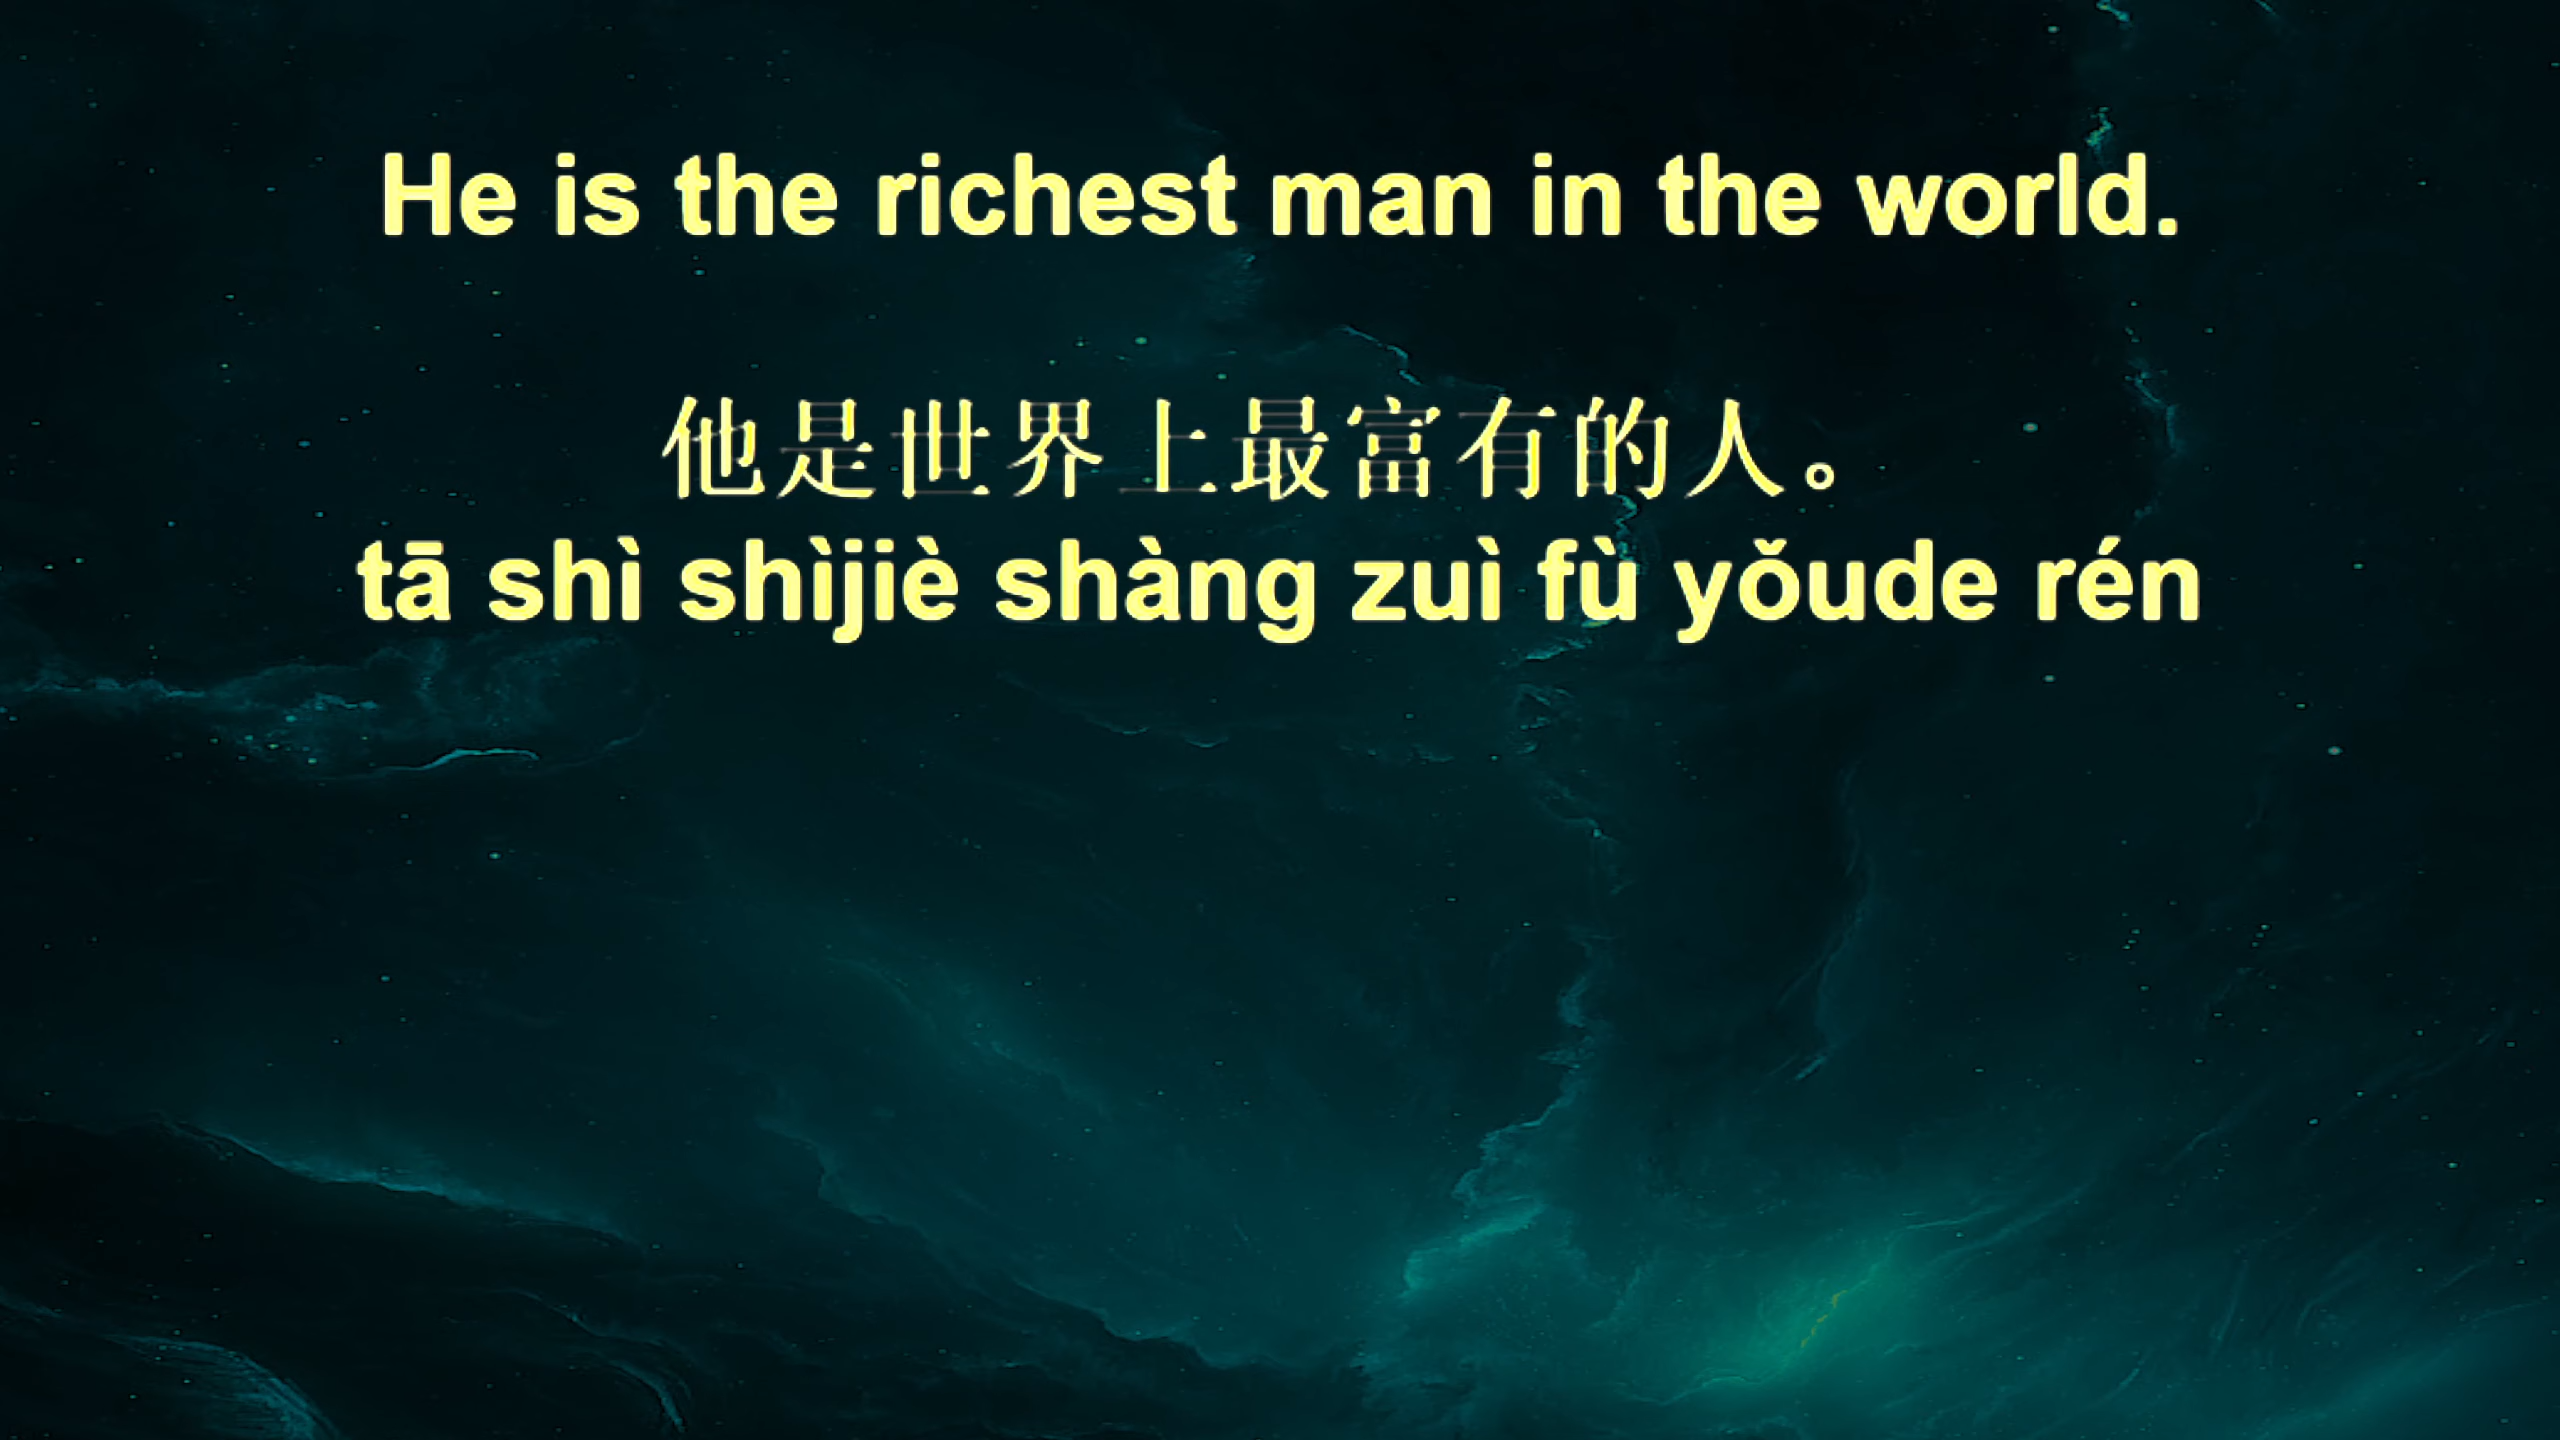 He is the richest man in the world.
他是世界上最富有的人。
tā shì shìjiè shàng zuì fù yǒude rén